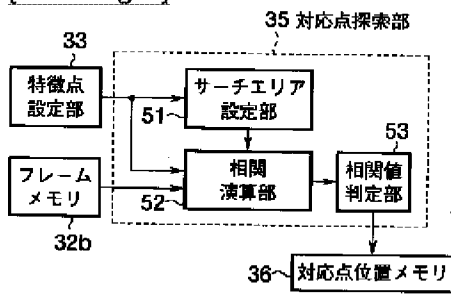 35 対応点探索部
33
特徴点
設定部
サーチエリア
設定部
51
53
フレーム
メモリ
32b
相関
演算部
52
相関値
判定部
36
対応点位置メモリ